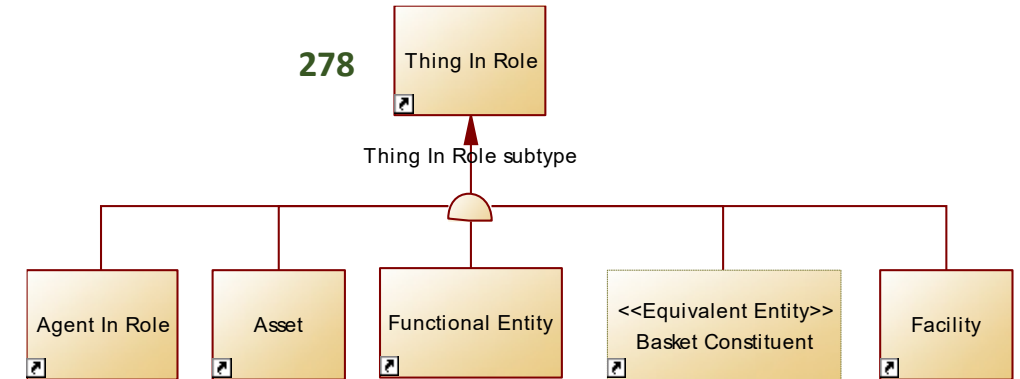 278
Thing In Role
Thing In Role subtype
Agent In Role
Asset
Functional Entity
<<Equivalent Entity>>
Basket Constituent
Facility